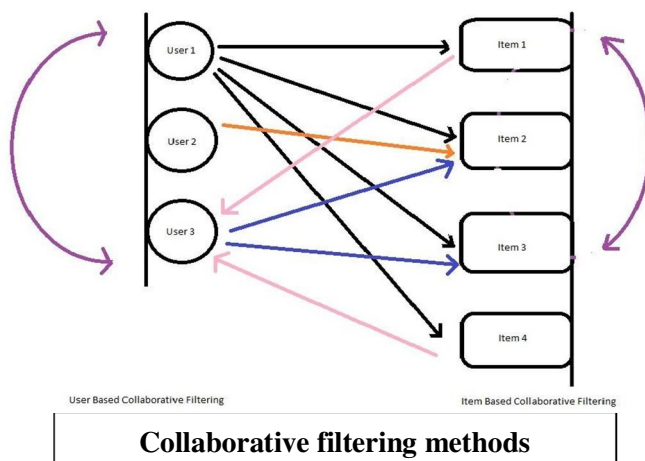 User 1
Item 1
User 2
Item 2
User 3
Item 3
Item 4
User Based Collaborative Filtering
Item Based Collaborative Filtering
Collaborative filtering methods